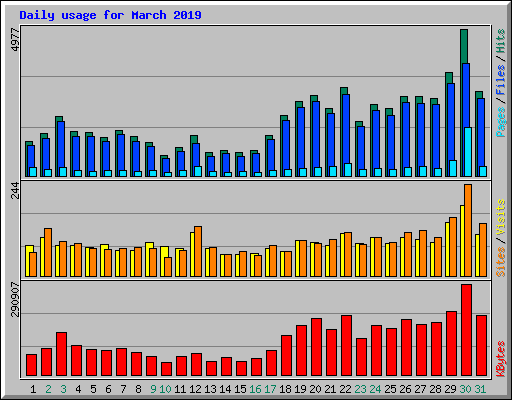 Daily usage for March 2019
4977
Pages / Files / Hits
244
Sites / Visits
290907
KBytes
1 2 3 4 5 6 7 8 9 10 11 12 13 14 15 16 17 18 19 20 21 22 23 24 25 26 27 28 29 30 31